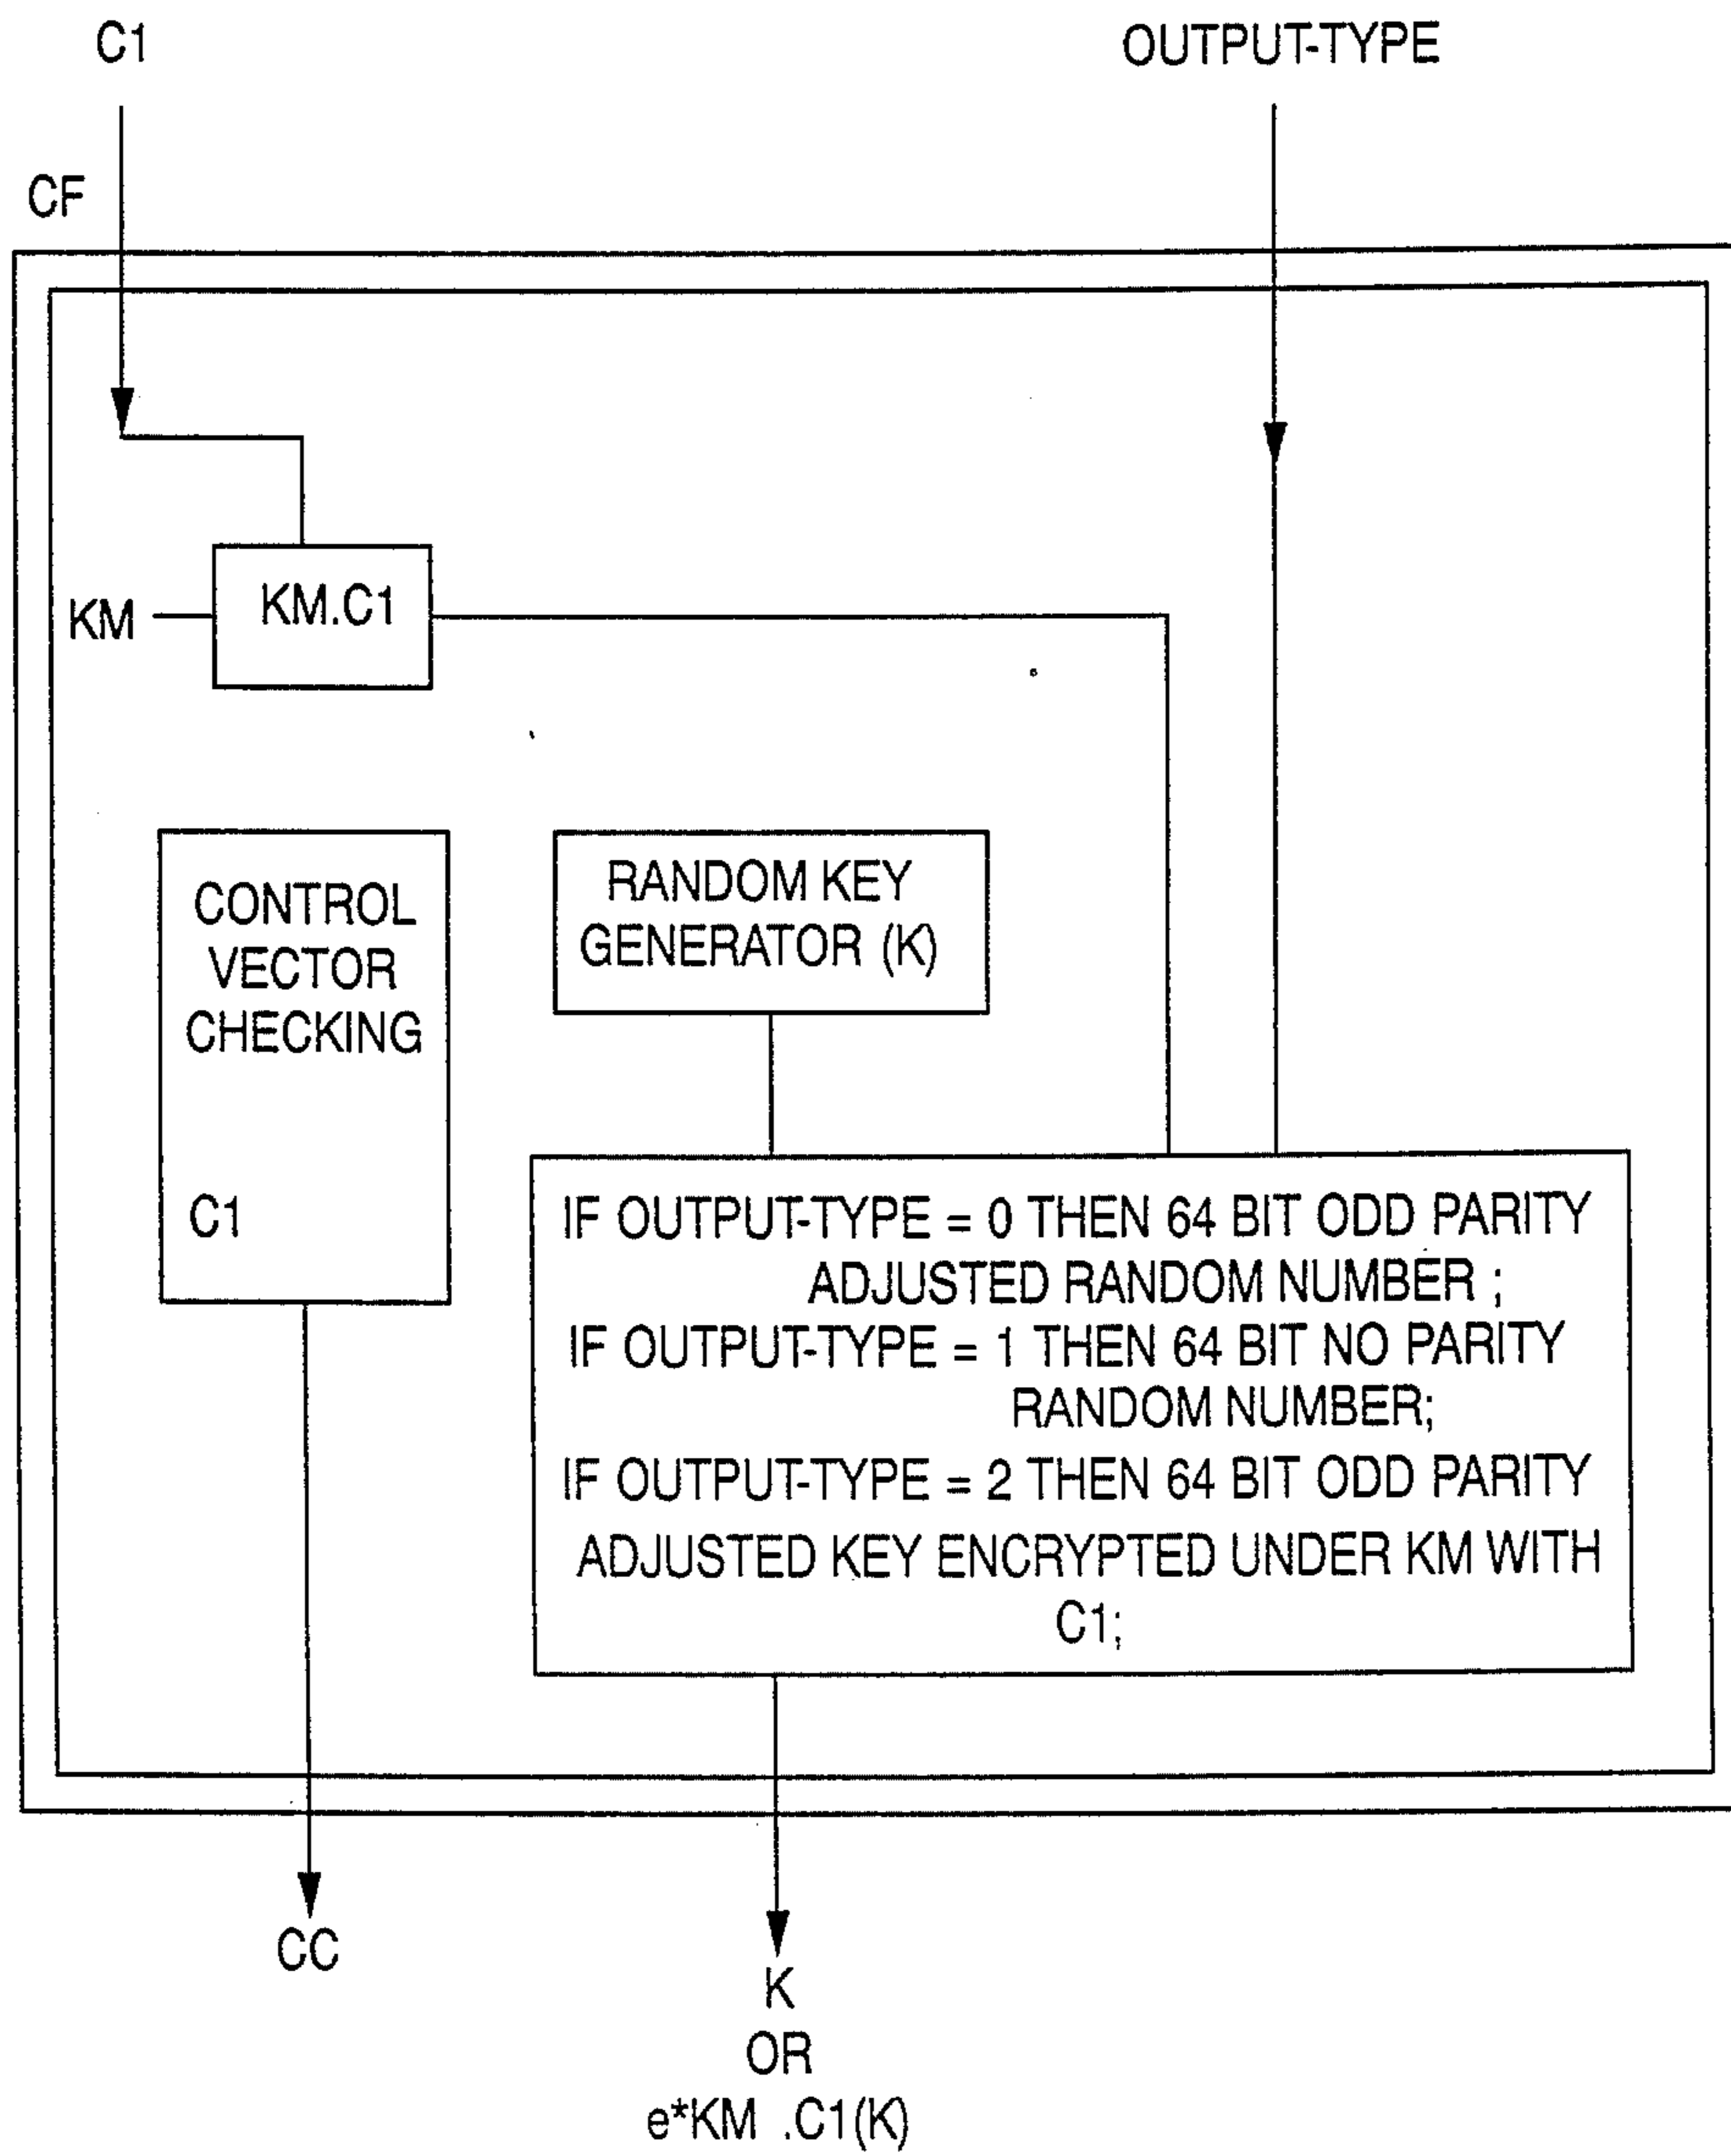 C1
OUTPUT-TYPE
CF
KM
KM.C1
CONTROL
VECTOR
CHECKING
C1
RANDOM KEY
GENERATOR (K)
IF OUTPUT-TYPE = 0 THEN 64 BIT ODD PARITY
ADJUSTED RANDOM NUMBER ;
IF OUTPUT-TYPE = 1 THEN 64 BIT NO PARITY
RANDOM NUMBER;
IF OUTPUT-TYPE = 2 THEN 64 BIT ODD PARITY
ADJUSTED KEY ENCRYPTED UNDER KM WITH
C1;
CC
K
OR
e*KM .C1(K)